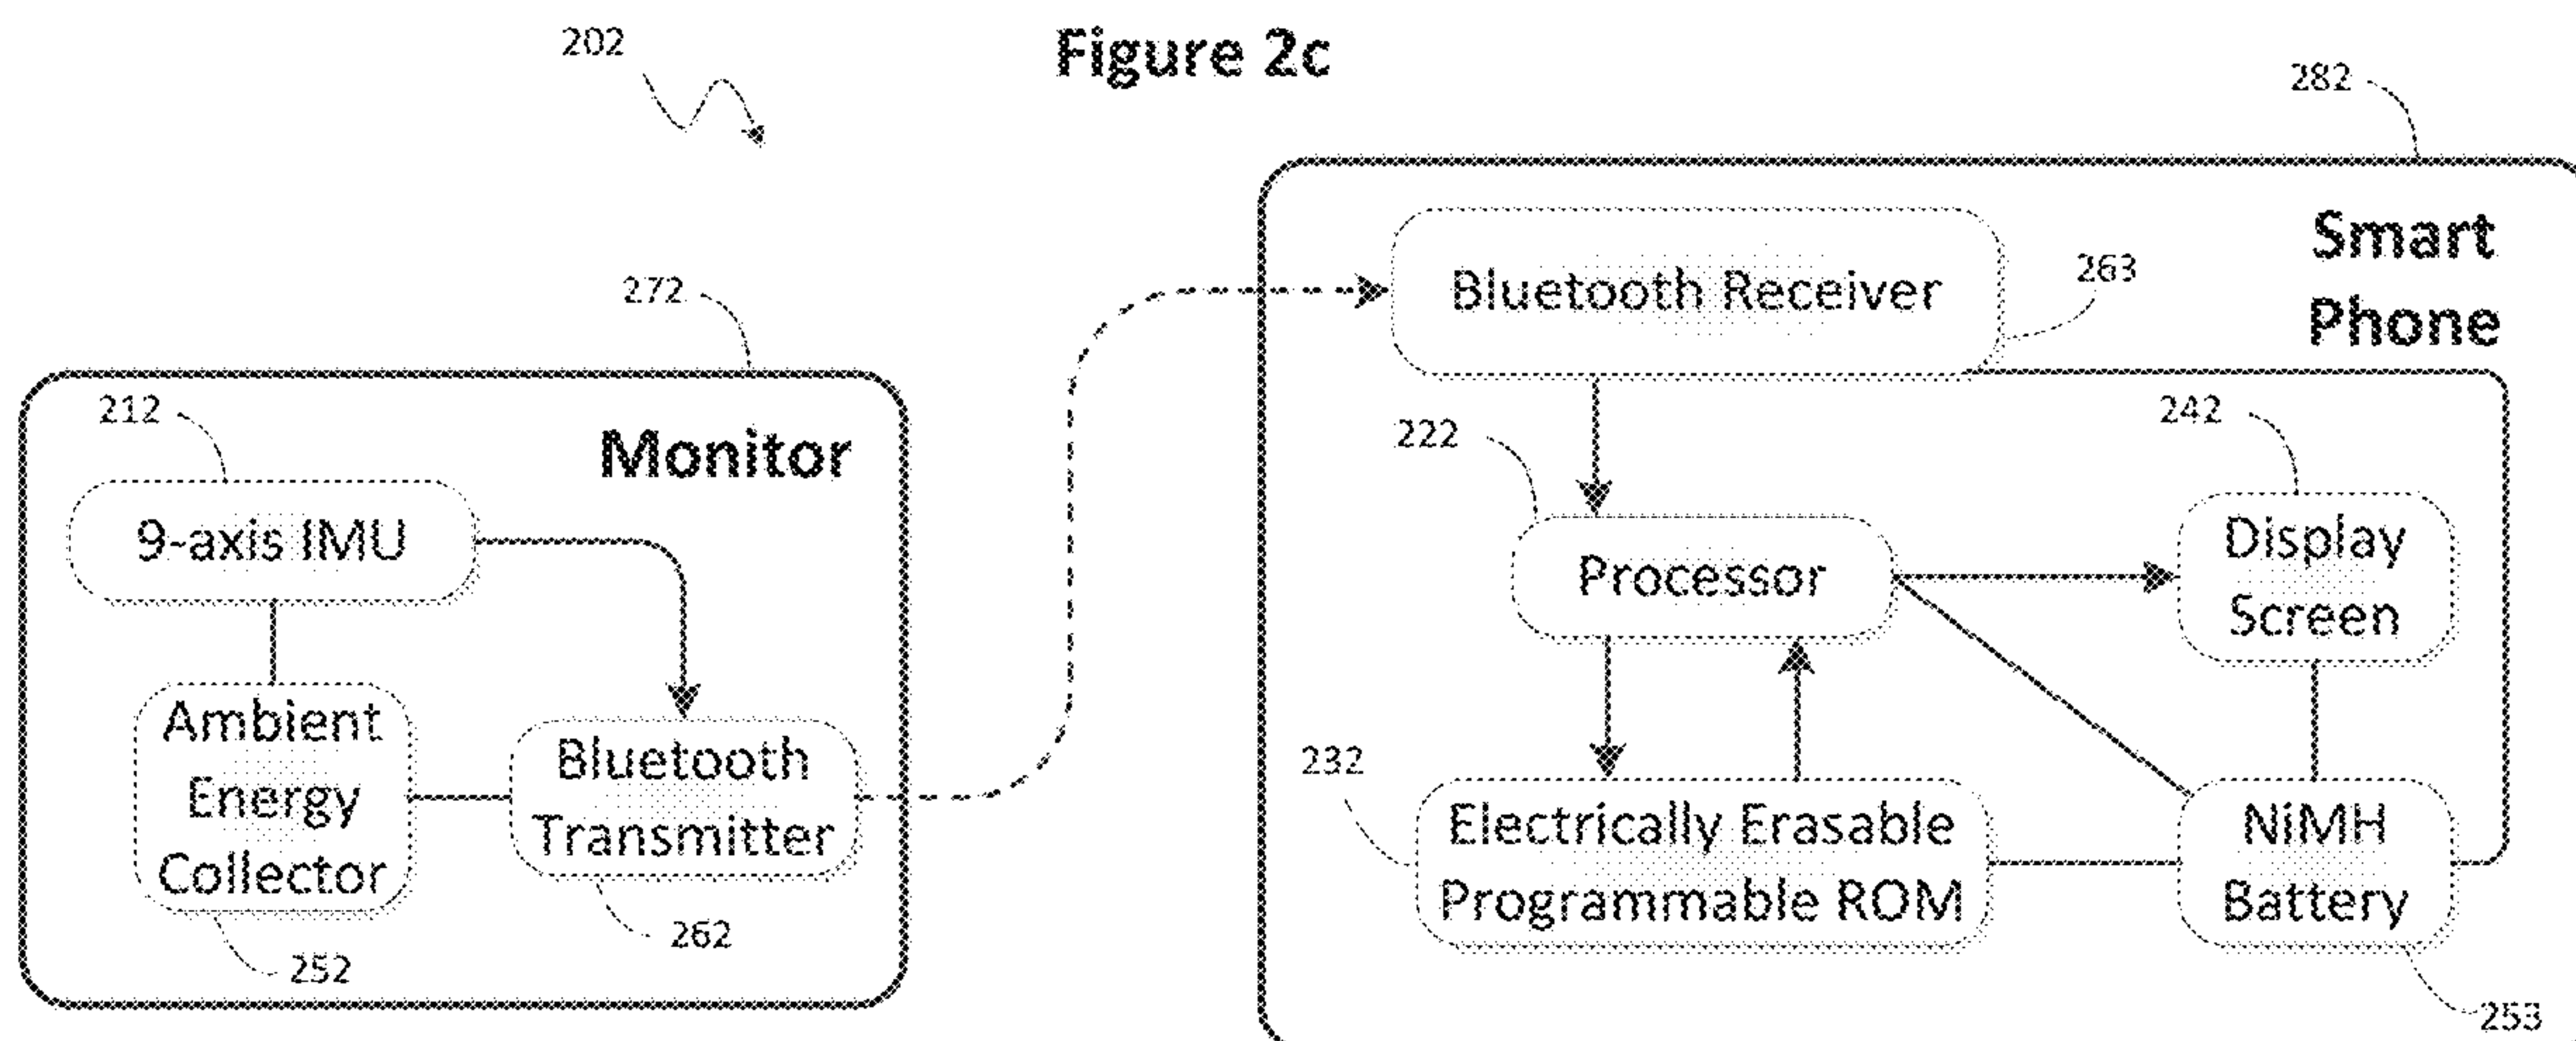 Figure 2c
202
282
Smart
Phone
Bluetooth Receiver
263
272
Monitor
212
9-axis IMU
222
242
Processor
Display
Screen
Ambient
Energy
Collector
252
Bluetooth
Transmitter
262
232
Electrically Erasable
Programmable ROM
NiMH
Battery
253